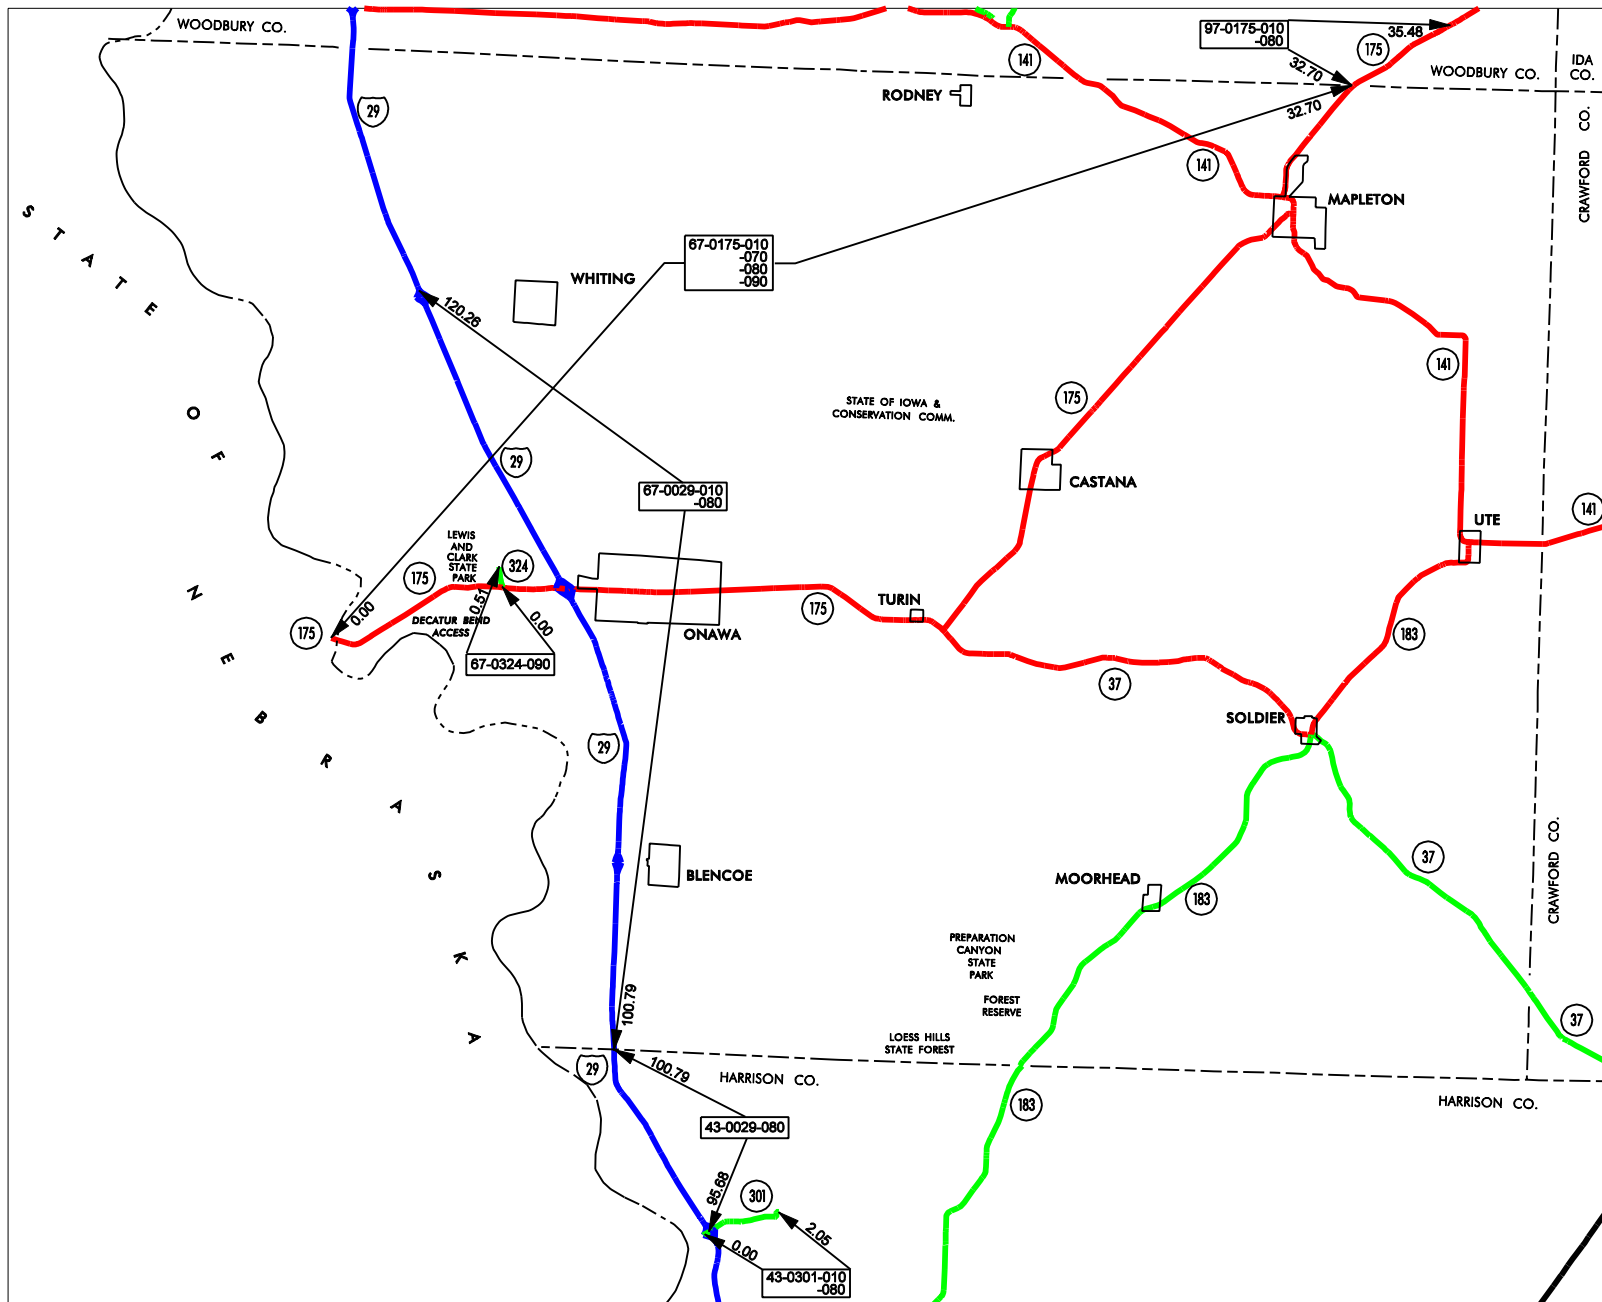 WOODBURY CO.
97-0175-010
-080
35.48
175
141
32.70
WOODBURY CO.
IDA
CO.
29
RODNEY
32.70
CRAWFORD CO.
141
MAPLETON
STATE OF NEBRASKA
67-0175-010
-070
-080
-090
WHITING
120.26
141
175
STATE OF IOWA &
CONSERVATION COMM.
29
CASTANA
67-0029-010
-080
141
UTE
LEWIS
AND
CLARK
STATE
PARK
324
175
0.51
0.00
0.00
175
DECATUR BEND
ACCESS
67-0324-090
ONAWA
175
TURIN
183
37
SOLDIER
29
BLENCOE
37
MOORHEAD
183
CRAWFORD CO.
PREPARATION
CANYON
STATE
PARK
FOREST
RESERVE
100.79
37
LOESS HILLS
STATE FOREST
29
100.79
HARRISON CO.
HARRISON CO.
183
43-0029-080
95.68
301
2.05
0.00
43-0301-010
-080